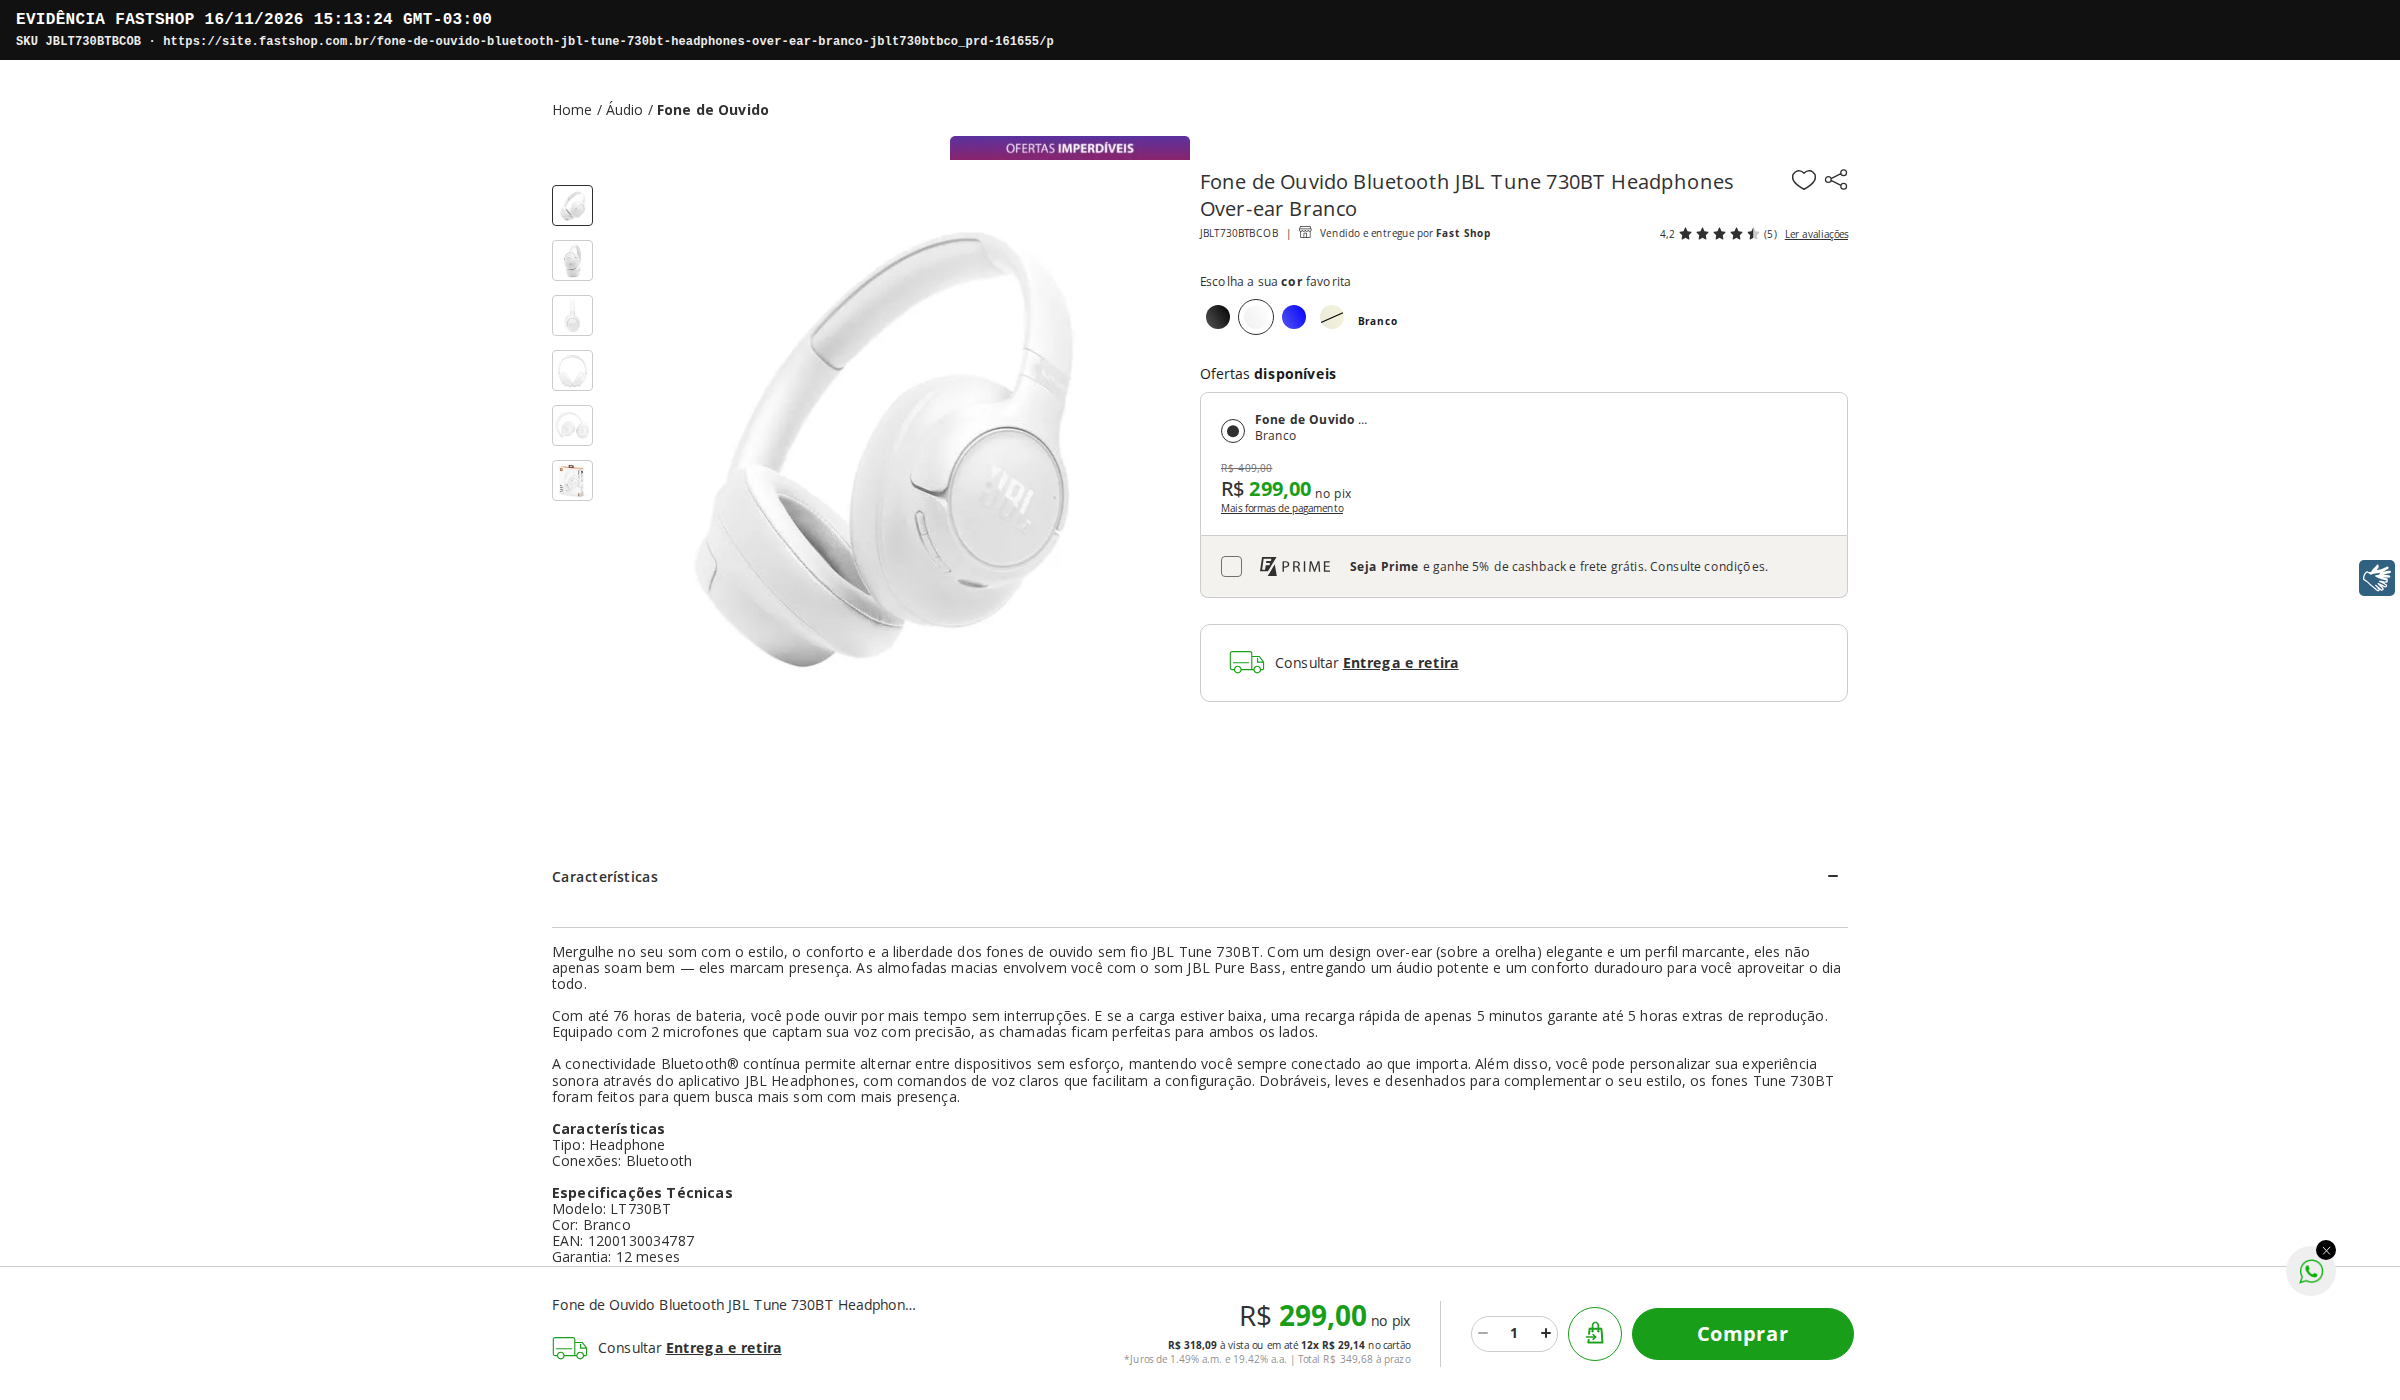 EVIDÊNCIA FASTSHOP 16/11/2026 15:13:24 GMT-03:00
SKU JBLT730BTBCOB · https://site.fastshop.com.br/fone-de-ouvido-bluetooth-jbl-tune-730bt-headphones-over-ear-branco-jblt730btbco_prd-161655/p
Home / Áudio / Fone de Ouvido
OFERTAS IMPERDÍVEIS
Fone de Ouvido Bluetooth JBL Tune 730BT Headphones
Over-ear Branco
JBLT730BTBCOB | Vendido e entregue por Fast Shop
4,2 (5) Ler avaliações
Escolha a sua cor favorita
Branco
Ofertas disponíveis
Fone de Ouvido ...
Branco
R$ 409,00
R$ 299,00 no pix
Mais formas de pagamento
PRIME Seja Prime e ganhe 5% de cashback e frete grátis. Consulte condições.
Consultar Entrega e retira
JBL
Características
Mergulhe no seu som com o estilo, o conforto e a liberdade dos fones de ouvido sem fio JBL Tune 730BT. Com um design over-ear (sobre a orelha) elegante e um perfil marcante, eles não
apenas soam bem — eles marcam presença. As almofadas macias envolvem você com o som JBL Pure Bass, entregando um áudio potente e um conforto duradouro para você aproveitar o dia
todo.
Com até 76 horas de bateria, você pode ouvir por mais tempo sem interrupções. E se a carga estiver baixa, uma recarga rápida de apenas 5 minutos garante até 5 horas extras de reprodução.
Equipado com 2 microfones que captam sua voz com precisão, as chamadas ficam perfeitas para ambos os lados.
A conectividade Bluetooth® contínua permite alternar entre dispositivos sem esforço, mantendo você sempre conectado ao que importa. Além disso, você pode personalizar sua experiência
sonora através do aplicativo JBL Headphones, com comandos de voz claros que facilitam a configuração. Dobráveis, leves e desenhados para complementar o seu estilo, os fones Tune 730BT
foram feitos para quem busca mais som com mais presença.
Características
Tipo: Headphone
Conexões: Bluetooth
Especificações Técnicas
Modelo: LT730BT
Cor: Branco
EAN: 1200130034787
Garantia: 12 meses
Fone de Ouvido Bluetooth JBL Tune 730BT Headphon...
Consultar Entrega e retira
R$ 299,00 no pix
R$ 318,09 à vista ou em até 12x R$ 29,14 no cartão
*Juros de 1.49% a.m. e 19.42% a.a. | Total R$ 349,68 à prazo
1
Comprar